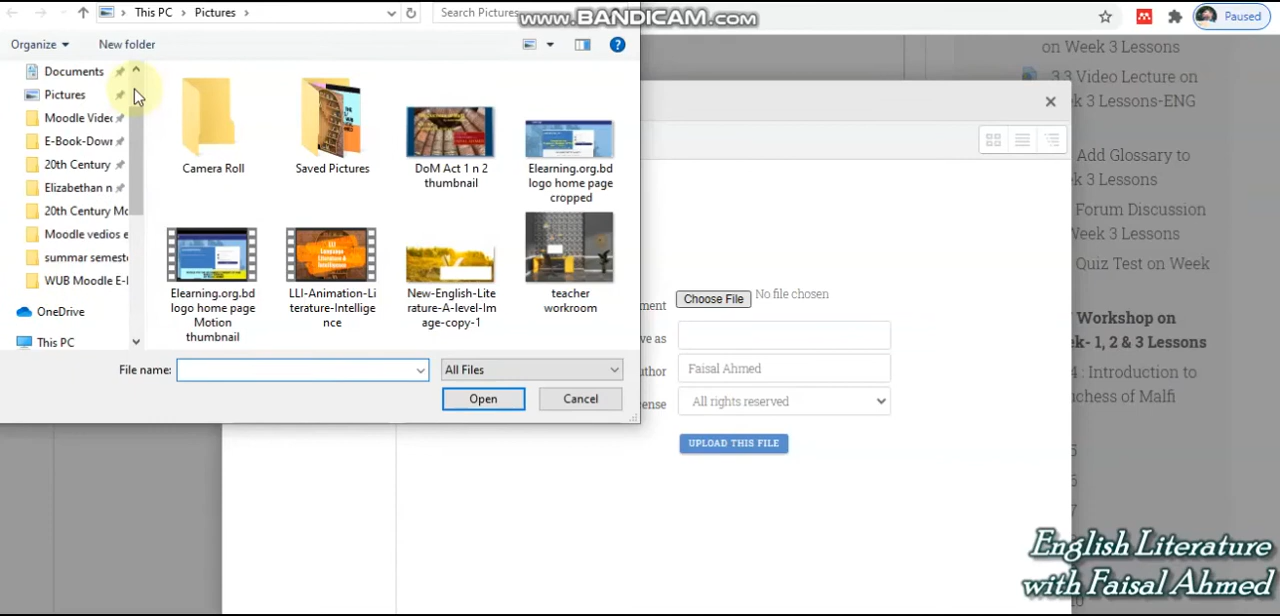 This PC > Pictures >
Search Pictures
www.BANDICAM.com
Paused
Organize
New folder
Documents
Pictures
Moodle Video
E-Book-Down
20th Century
Elizabethan n
20th Century Mo
Moodle vedios e
summar semeste
WUB Moodle E-l
OneDrive
This PC
Camera Roll
Saved Pictures
DoM Act 1 n 2
thumbnail
Elearning.org.bd
logo home page
cropped
Elearning.org.bd
logo home page
Motion
thumbnail
LLI-Animation-Li
terature-Intellige
nce
New-English-Lite
rature-A-level-Im
age-copy-1
teacher
workroom
File name:
All Files
Open
Cancel
ment
Choose File
No file chosen
ve as
thor
Faisal Ahmed
ense
All rights reserved
UPLOAD THIS FILE
on Week 3 Lessons
3.3 Video Lecture on
k 3 Lessons-ENG
Add Glossary to
k 3 Lessons
Forum Discussion
Week 3 Lessons
Quiz Test on Week
Workshop on
ek- 1, 2 & 3 Lessons
4 : Introduction to
uchess of Malfi
English Literature
with Faisal Ahmed